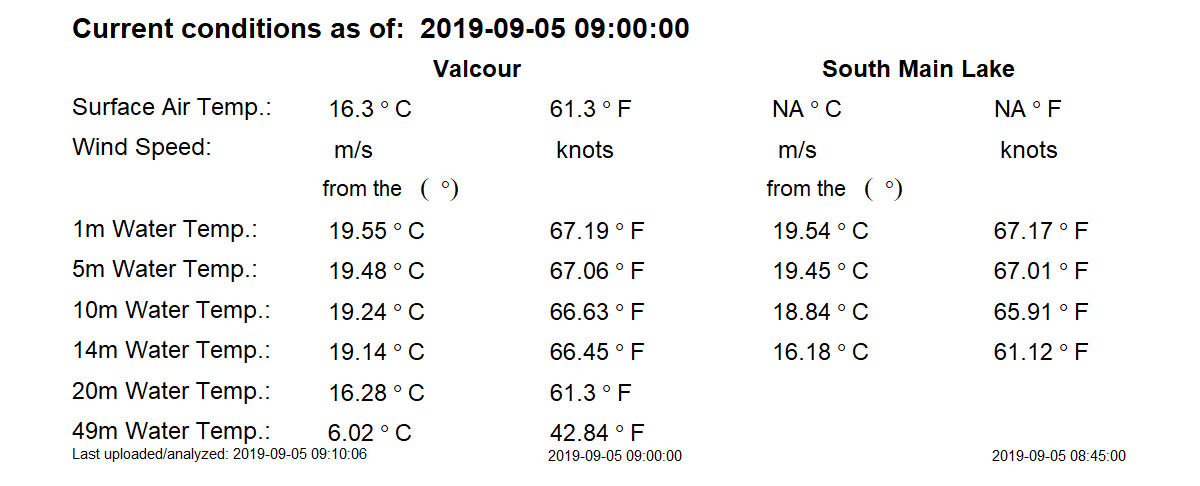 Current conditions as of: 2019-09-05 09:00:00
Valcour South Main Lake
Surface Air Temp.: 16.3 ° C 61.3 ° F NA ° C NA ° F
Wind Speed: m/s knots m/s knots
from the ( °) from the ( °)
1m Water Temp.: 19.55 ° C 67.19 ° F 19.54 ° C 67.17 ° F
5m Water Temp.: 19.48 ° C 67.06 ° F 19.45 ° C 67.01 ° F
10m Water Temp.: 19.24 ° C 66.63 ° F 18.84 ° C 65.91 ° F
14m Water Temp.: 19.14 ° C 66.45 ° F 16.18 ° C 61.12 ° F
20m Water Temp.: 16.28 ° C 61.3 ° F
49m Water Temp.: 6.02 ° C 42.84 ° F
Last uploaded/analyzed: 2019-09-05 09:10:06 2019-09-05 09:00:00 2019-09-05 08:45:00